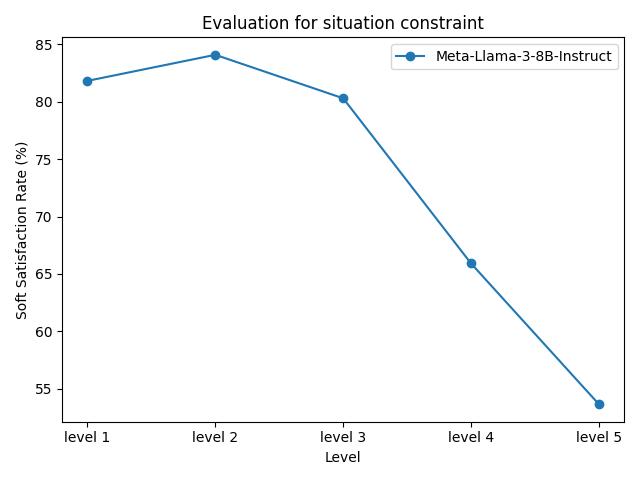 Evaluation for situation constraint
Meta-Llama-3-8B-Instruct
Soft Satisfaction Rate (%)
85
80
75
70
65
60
55
level 1 level 2 level 3 level 4 level 5
Level